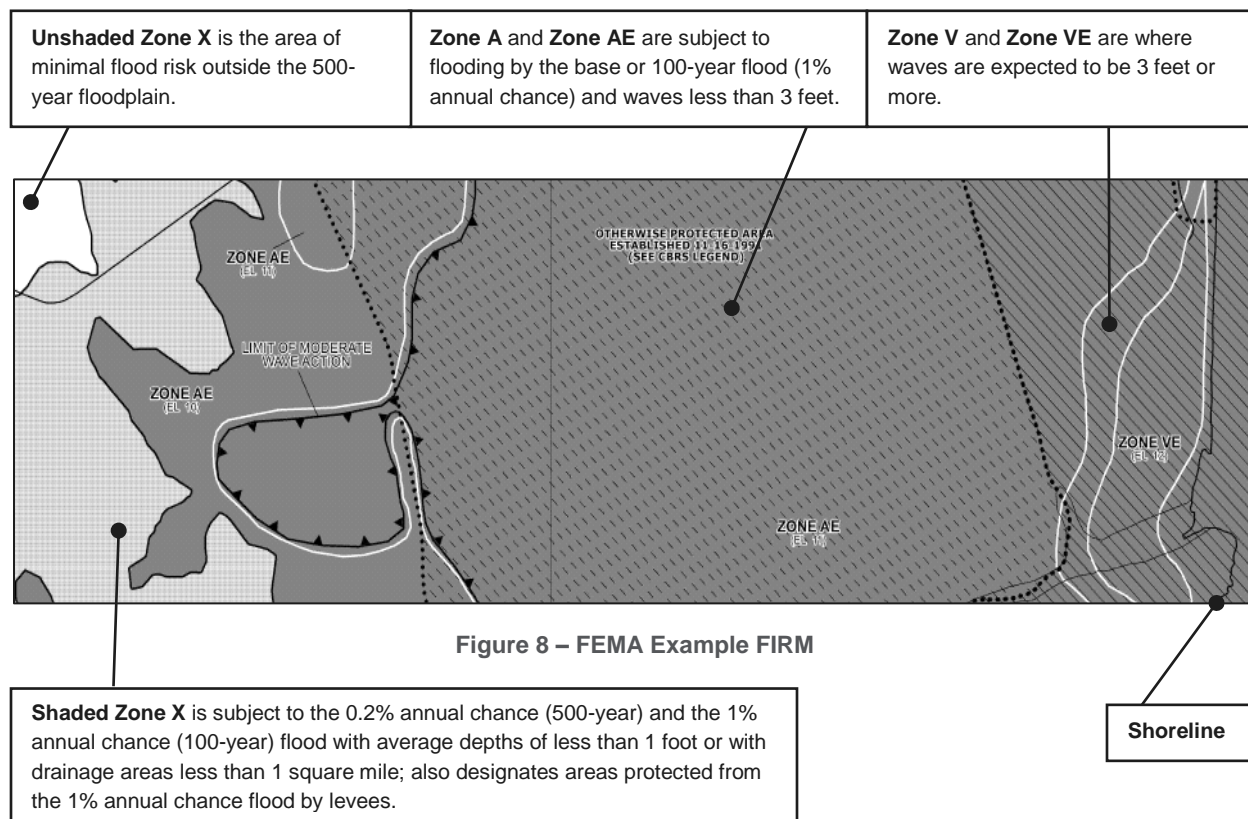 Unshaded Zone X is the area of
minimal flood risk outside the 500-
year floodplain.
Zone A and Zone AE are subject to
flooding by the base or 100-year flood (1%
annual chance) and waves less than 3 feet.
Zone V and Zone VE are where
waves are expected to be 3 feet or
more.
OTHERWISE PROTECTED AREA
ESTABLISHED 11-16-1991
(SEE CBRS LEGEND)
ZONE AE
(EL 11)
LIMIT OF MODERATE
WAVE ACTION
ZONE AE
(EL 10)
ZONE VE
(EL 12)
ZONE AE
(EL 11)
Figure 8 – FEMA Example FIRM
Shaded Zone X is subject to the 0.2% annual chance (500-year) and the 1%
annual chance (100-year) flood with average depths of less than 1 foot or with
drainage areas less than 1 square mile; also designates areas protected from
the 1% annual chance flood by levees.
Shoreline